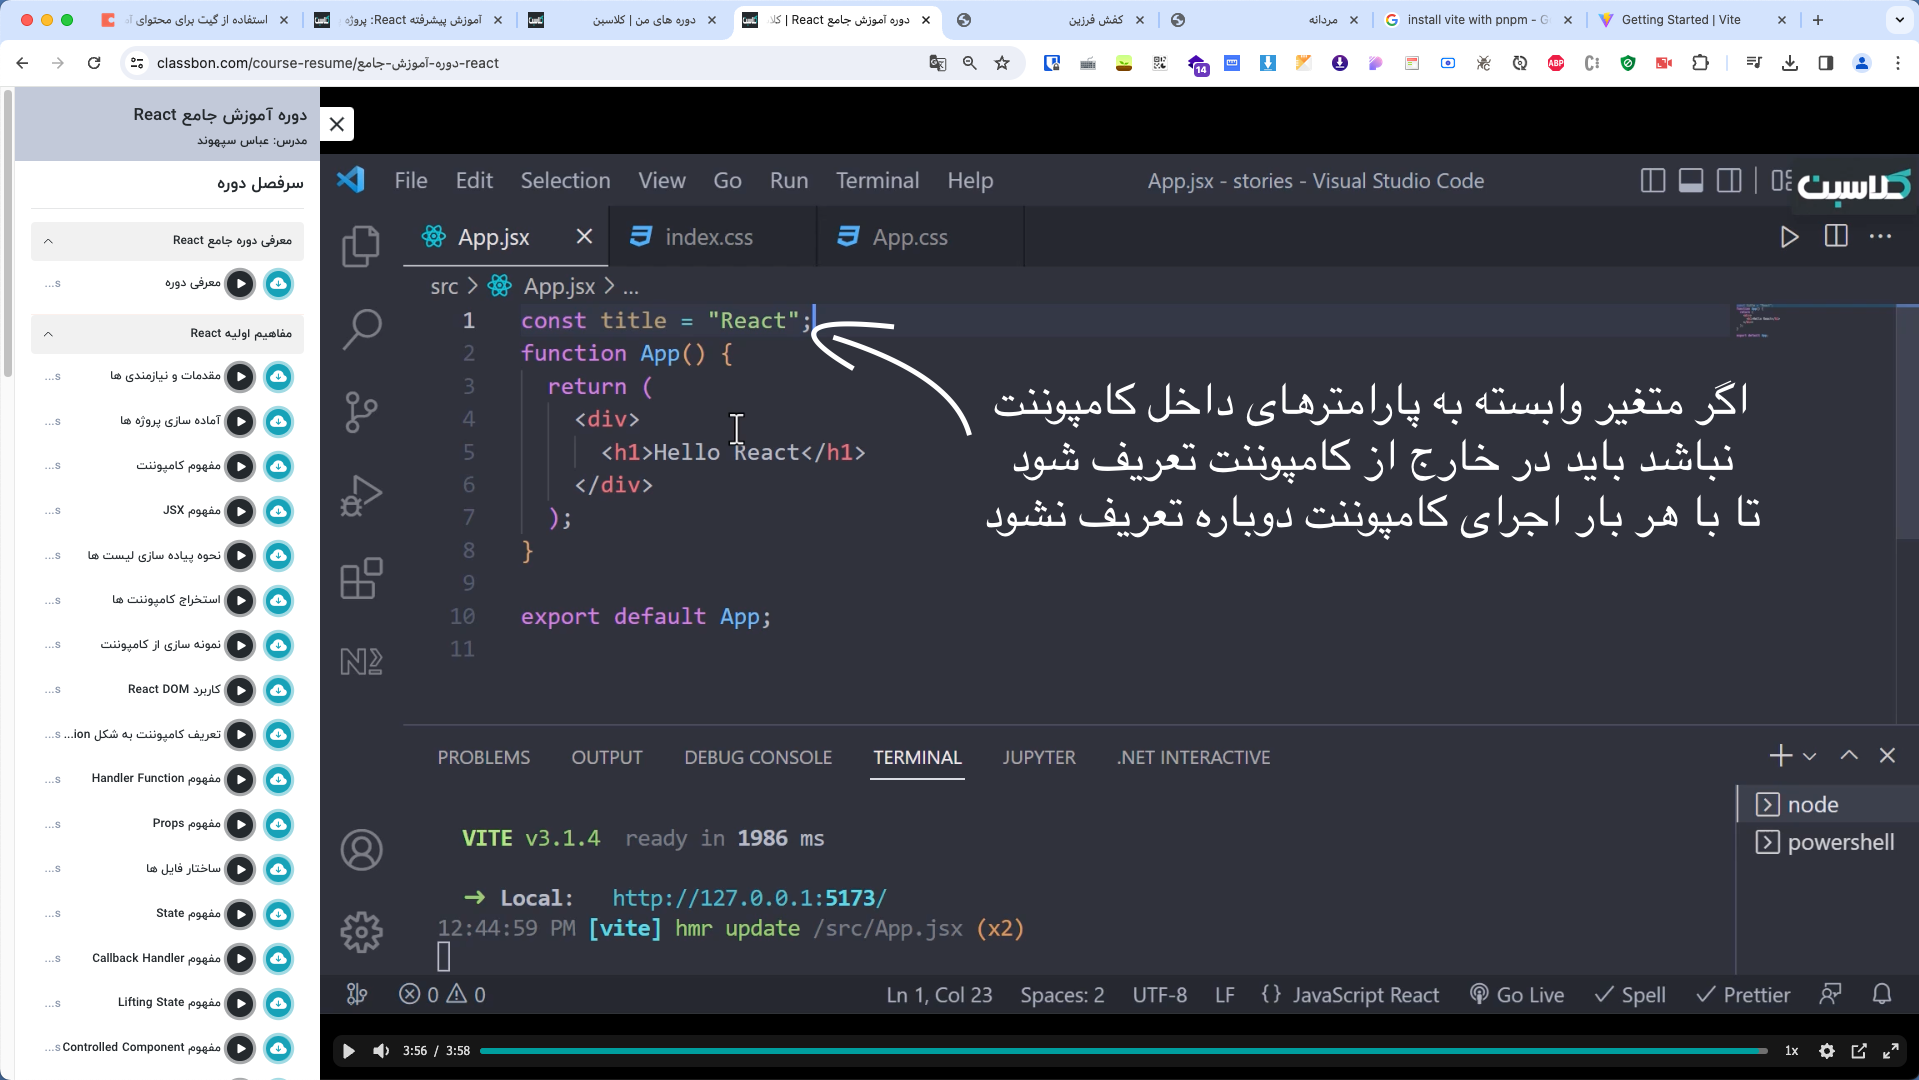 استفاده از گیت برای محتوای آ
آموزش پیشرفته React: پروژه
دوره های من | کلاسبن
دوره آموزش جامع React | کلا
کفش فرزین
مردانه
install vite with pnpm - G
Getting Started | Vite
classbon.com/course-resume/دوره-آموزش-جامع-react
14
ABP
دوره آموزش جامع React
مدرس: عباس سپهوند
سرفصل دوره
معرفی دوره جامع React
معرفی دوره
...s
مفاهیم اولیه React
مقدمات و نیازمندی ها
...s
آماده سازی پروژه ها
...s
مفهوم کامپوننت
...s
مفهوم JSX
...s
نحوه پیاده سازی لیست ها
...s
استخراج کامپوننت ها
...s
نمونه سازی از کامپوننت
...s
کاربرد React DOM
...s
تعریف کامپوننت به شکل ion...
...s
مفهوم Handler Function
...s
مفهوم Props
...s
ساختار فایل ها
...s
مفهوم State
...s
مفهوم Callback Handler
...s
مفهوم Lifting State
...s
مفهوم Controlled Component
...s
File Edit Selection View Go Run Terminal Help
App.jsx - stories - Visual Studio Code
کلاسبن
App.jsx index.css App.css
src > App.jsx > ...
1 const title = "React";
2 function App() {
3 return (
4 <div>
5 <h1>Hello React</h1>
6 </div>
7 );
8 }
9
10 export default App;
11
اگر متغیر وابسته به پارامترهای داخل کامپوننت
نباشد باید در خارج از کامپوننت تعریف شود
تا با هر بار اجرای کامپوننت دوباره تعریف نشود
PROBLEMS OUTPUT DEBUG CONSOLE TERMINAL JUPYTER .NET INTERACTIVE
node
powershell
VITE v3.1.4 ready in 1986 ms
➜ Local: http://127.0.0.1:5173/
12:44:59 PM [vite] hmr update /src/App.jsx (x2)
0 0
Ln 1, Col 23 Spaces: 2 UTF-8 LF {} JavaScript React Go Live Spell Prettier
3:56 / 3:58
1x